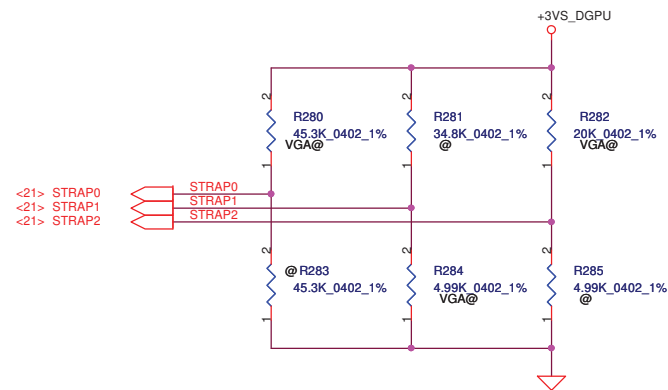 +3VS_DGPU
2
2
2
R280
45.3K_0402_1%
VGA@
R281
34.8K_0402_1%
@
R282
20K_0402_1%
VGA@
1
1
1
<21> STRAP0
STRAP0
<21> STRAP1
STRAP1
<21> STRAP2
STRAP2
2
2
2
@
R283
45.3K_0402_1%
R284
4.99K_0402_1%
VGA@
R285
4.99K_0402_1%
@
1
1
1